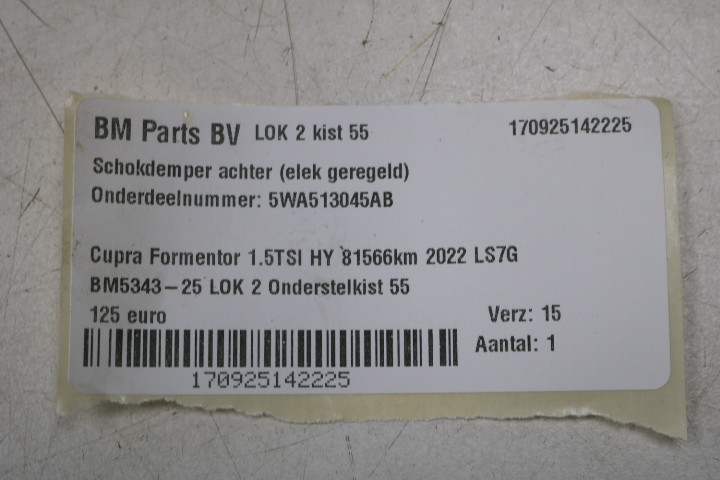 BM Parts BV LOK 2 kist 55 170925142225
Schokdemper achter (elek geregeld)
Onderdeelnummer: 5WA513045AB
Cupra Formentor 1.5TSI HY 81566km 2022 LS7G
BM5343-25 LOK 2 Onderstelkist 55
125 euro Verz: 15
Aantal: 1
170925142225